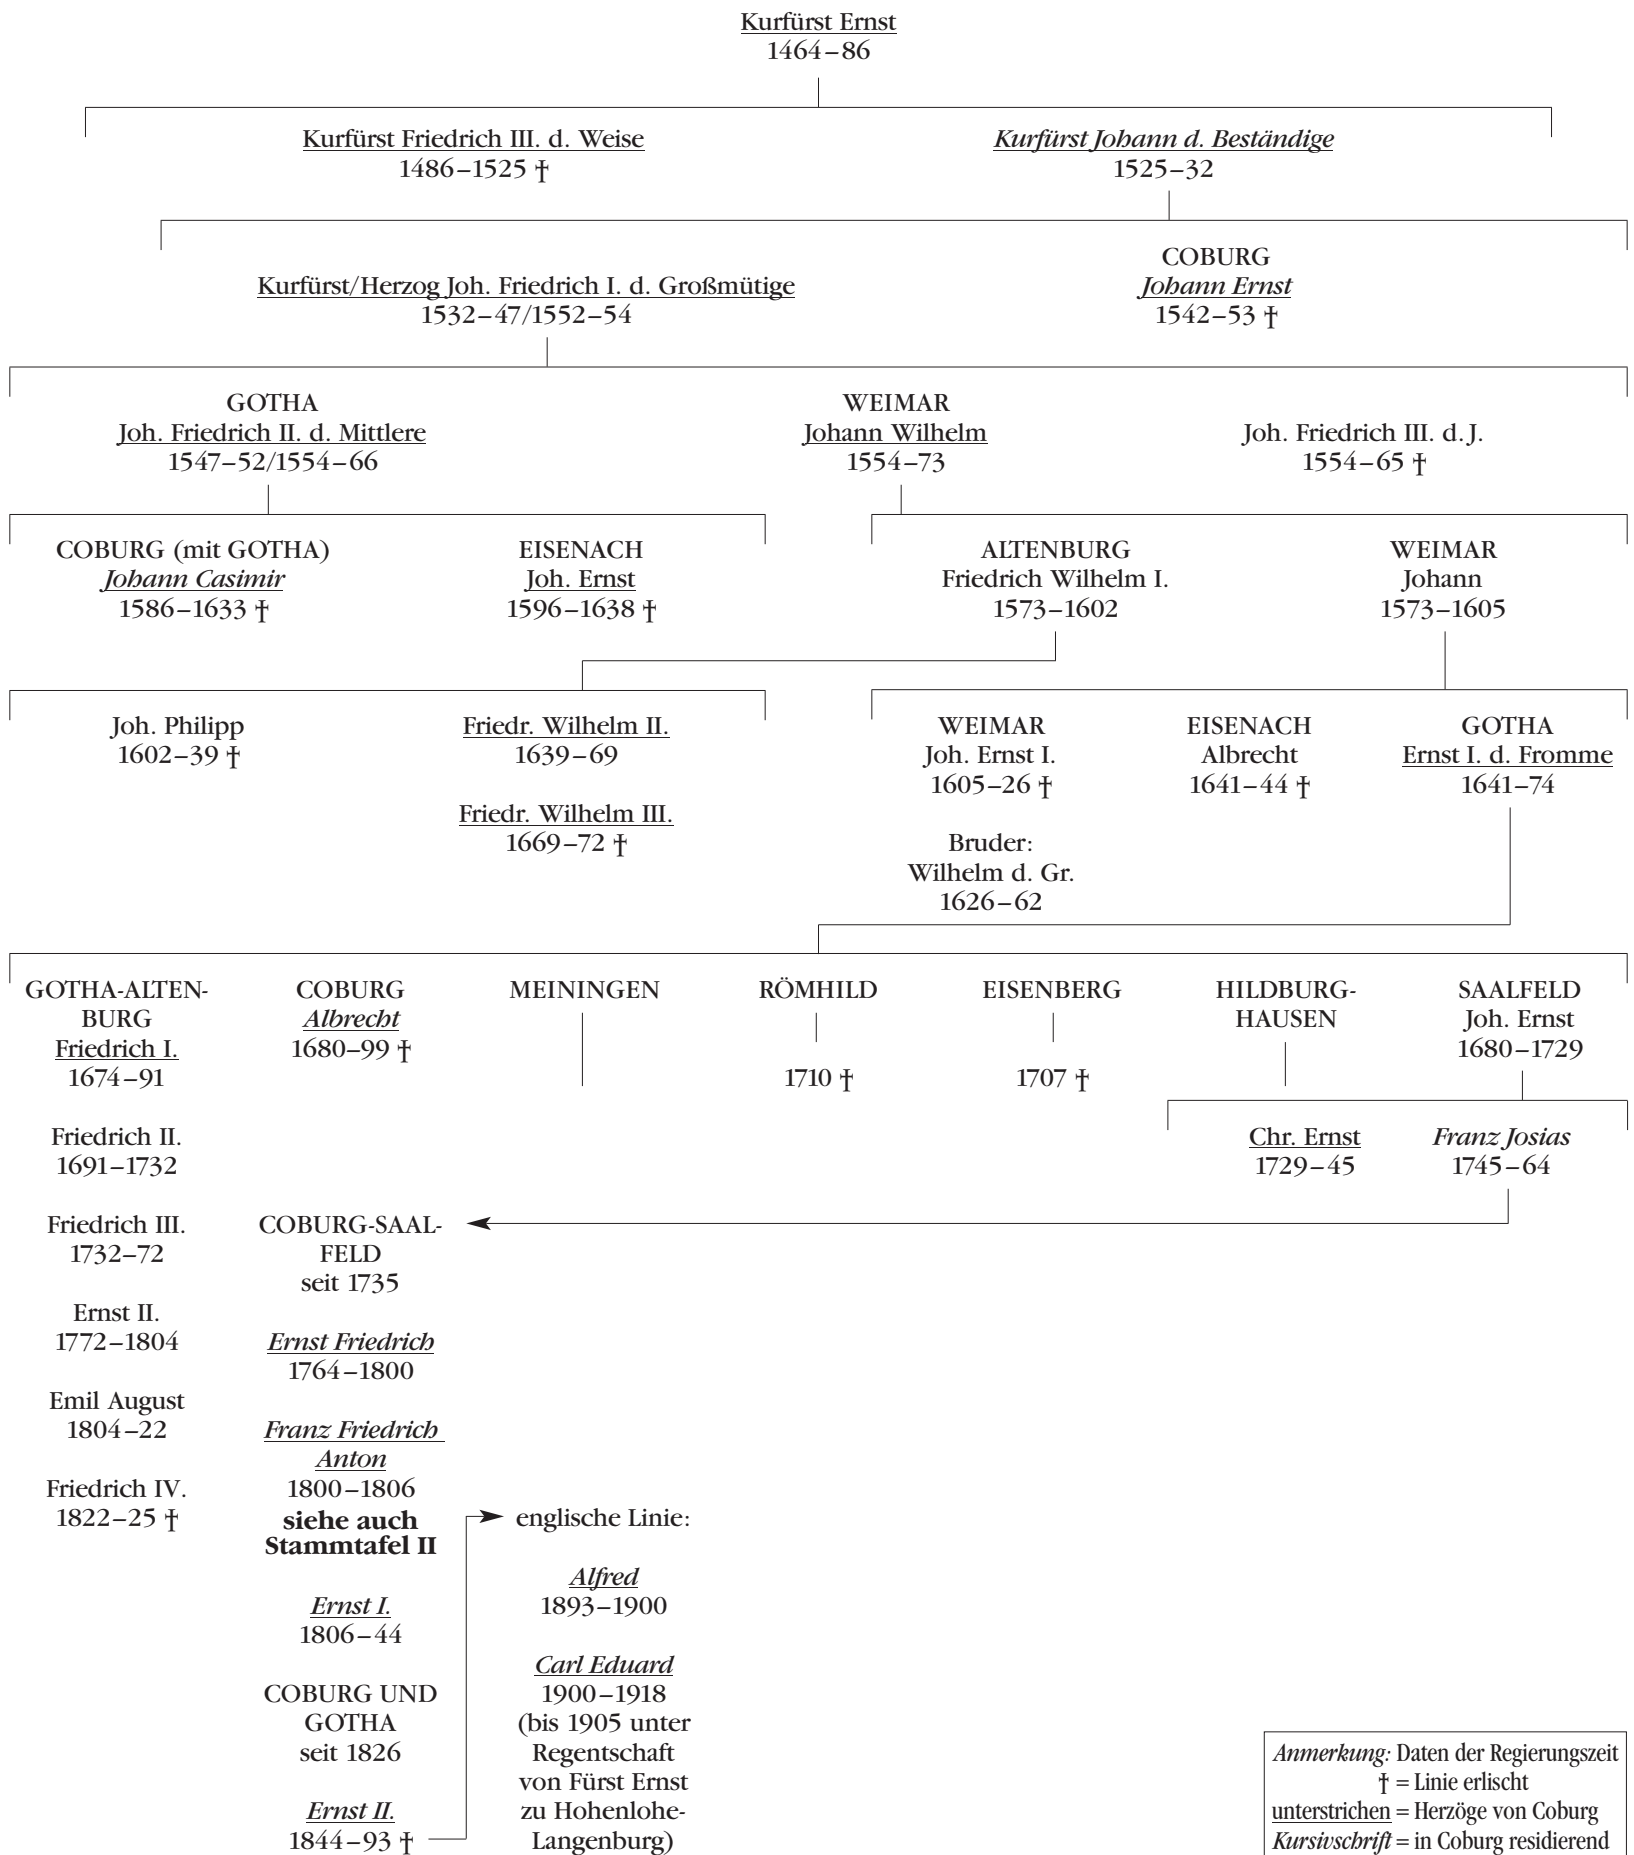 Kurfürst Ernst
1464–86
Kurfürst Friedrich III. d. Weise
1486–1525 †
Kurfürst Johann d. Beständige
1525–32
Kurfürst/Herzog Joh. Friedrich I. d. Großmütige
1532–47/1552–54
COBURG
Johann Ernst
1542–53 †
GOTHA
Joh. Friedrich II. d. Mittlere
1547–52/1554–66
WEIMAR
Johann Wilhelm
1554–73
Joh. Friedrich III. d. J.
1554–65 †
COBURG (mit GOTHA)
Johann Casimir
1586–1633 †
EISENACH
Joh. Ernst
1596–1638 †
ALTENBURG
Friedrich Wilhelm I.
1573–1602
WEIMAR
Johann
1573–1605
Joh. Philipp
1602–39 †
Friedr. Wilhelm II.
1639–69
Friedr. Wilhelm III.
1669–72 †
WEIMAR
Joh. Ernst I.
1605–26 †
Bruder:
Wilhelm d. Gr.
1626–62
EISENACH
Albrecht
1641–44 †
GOTHA
Ernst I. d. Fromme
1641–74
GOTHA-ALTEN-
BURG
Friedrich I.
1674–91
Friedrich II.
1691–1732
Friedrich III.
1732–72
Ernst II.
1772–1804
Emil August
1804–22
Friedrich IV.
1822–25 †
COBURG
Albrecht
1680–99 †
MEININGEN
RÖMHILD
1710 †
EISENBERG
1707 †
HILDBURG-
HAUSEN
SAALFELD
Joh. Ernst
1680–1729
Chr. Ernst
1729–45
Franz Josias
1745–64
COBURG-SAAL-
FELD
seit 1735
Ernst Friedrich
1764–1800
Franz Friedrich
Anton
1800–1806
siehe auch
Stammtafel II
Ernst I.
1806–44
COBURG UND
GOTHA
seit 1826
Ernst II.
1844–93 †
englische Linie:
Alfred
1893–1900
Carl Eduard
1900–1918
(bis 1905 unter
Regentschaft
von Fürst Ernst
zu Hohenlohe-
Langenburg)
Anmerkung: Daten der Regierungszeit
† = Linie erlischt
unterstrichen = Herzöge von Coburg
Kursivschrift = in Coburg residierend